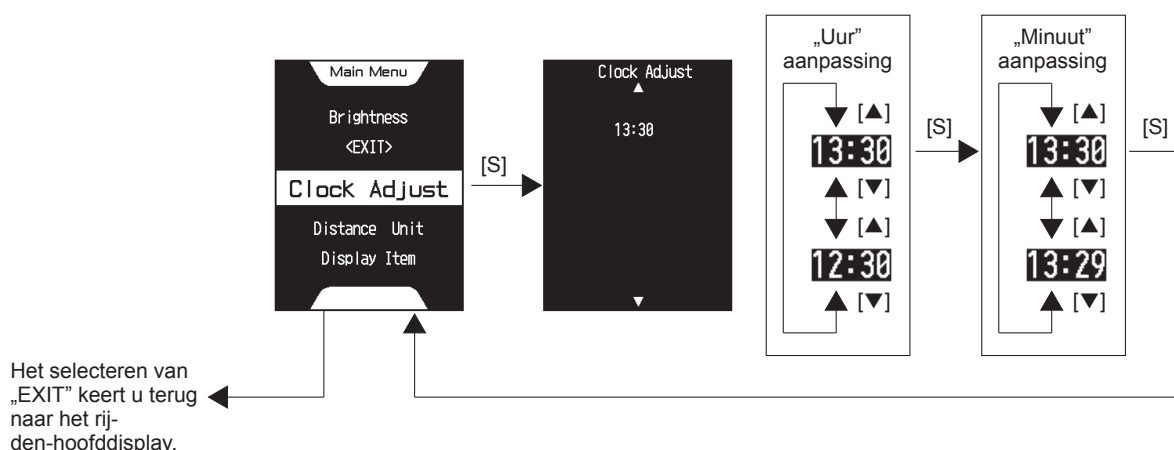 Main Menu
Brightness
<EXIT>
Clock Adjust
Distance Unit
Display Item
[S]
Clock Adjust
▲
13:30
▼
„Uur”
aanpassing
[▲]
13:30
[▼]
[▲]
12:30
[▼]
[S]
„Minuut”
aanpassing
[▲]
13:30
[▼]
[▲]
13:29
[▼]
[S]
Het selecteren van
„EXIT” keert u terug
naar het rij-
den-hoofddisplay.